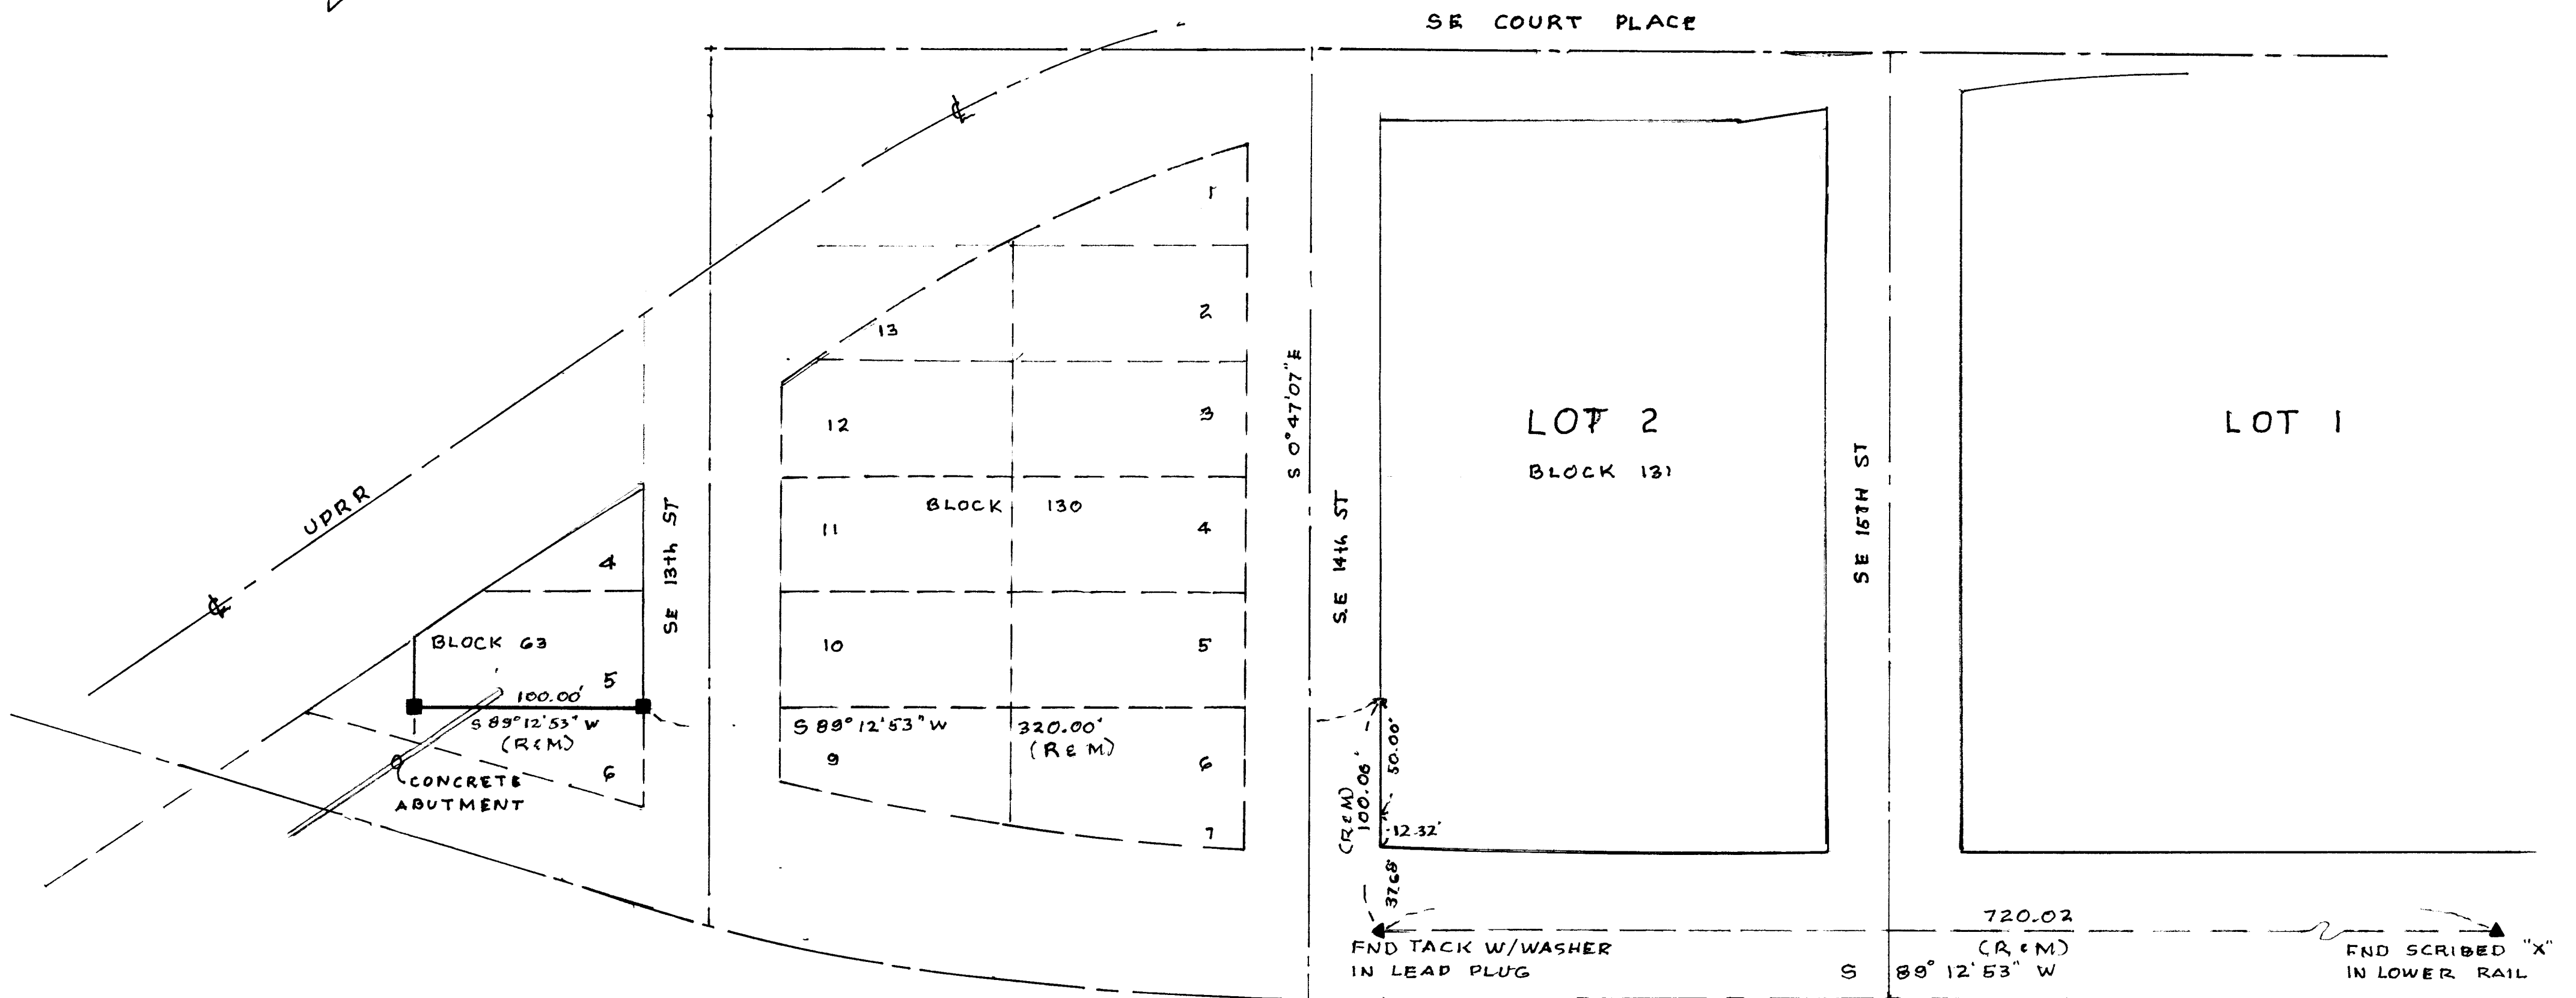 SE COURT PLACE
℄
1
2
13
3
12
S 0°47'07"E
LOT 2
LOT 1
BLOCK 131
UPRR
SE 13th ST
BLOCK 130
11
4
S.E 14th ST
SE 15TH ST
4
℄
BLOCK 63
10
5
5
100.00'
S 89°12'53" W
(R&M)
S 89°12'53" W
320.00'
(R&M)
9
6
6
CONCRETE
ABUTMENT
7
(R&M)
100.06'
50.00'
12.32'
37.68'
720.02
(R&M)
S 89° 12' 53" W
FND TACK W/WASHER
IN LEAD PLUG
FND SCRIBED "X"
IN LOWER RAIL